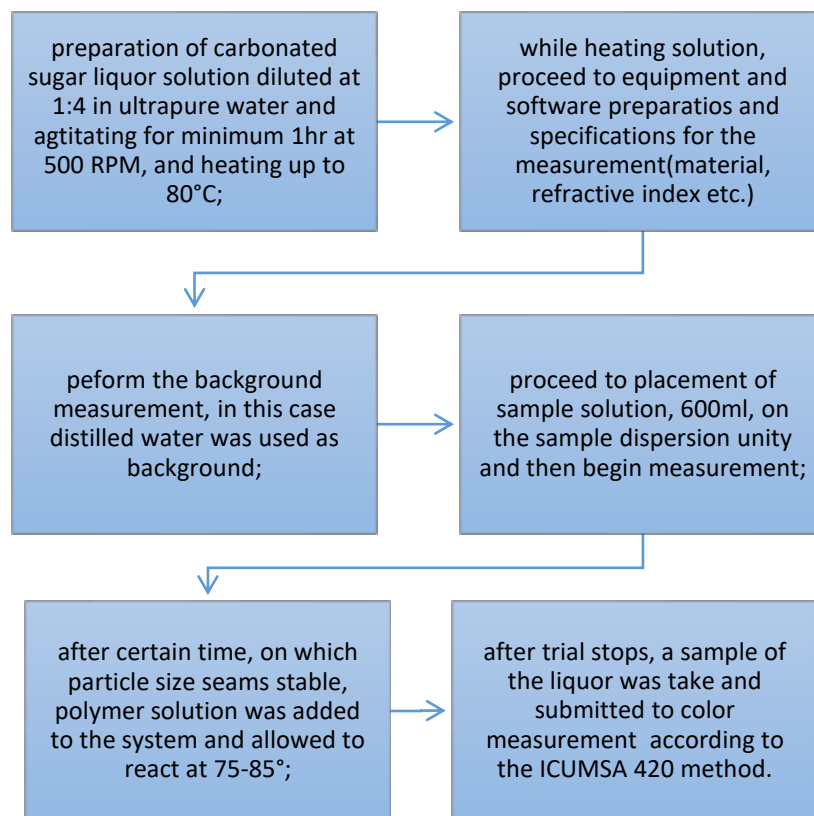 preparation of carbonated
sugar liquor solution diluted at
1:4 in ultrapure water and
agtitating for minimum 1hr at
500 RPM, and heating up to
80°C;
while heating solution,
proceed to equipment and
software preparatios and
specifications for the
measurement(material,
refractive index etc.)
peform the background
measurement, in this case
distilled water was used as
background;
proceed to placement of
sample solution, 600ml, on
the sample dispersion unity
and then begin measurement;
after certain time, on which
particle size seams stable,
polymer solution was added
to the system and allowed to
react at 75-85°;
after trial stops, a sample of
the liquor was take and
submitted to color
measurement according to
the ICUMSA 420 method.